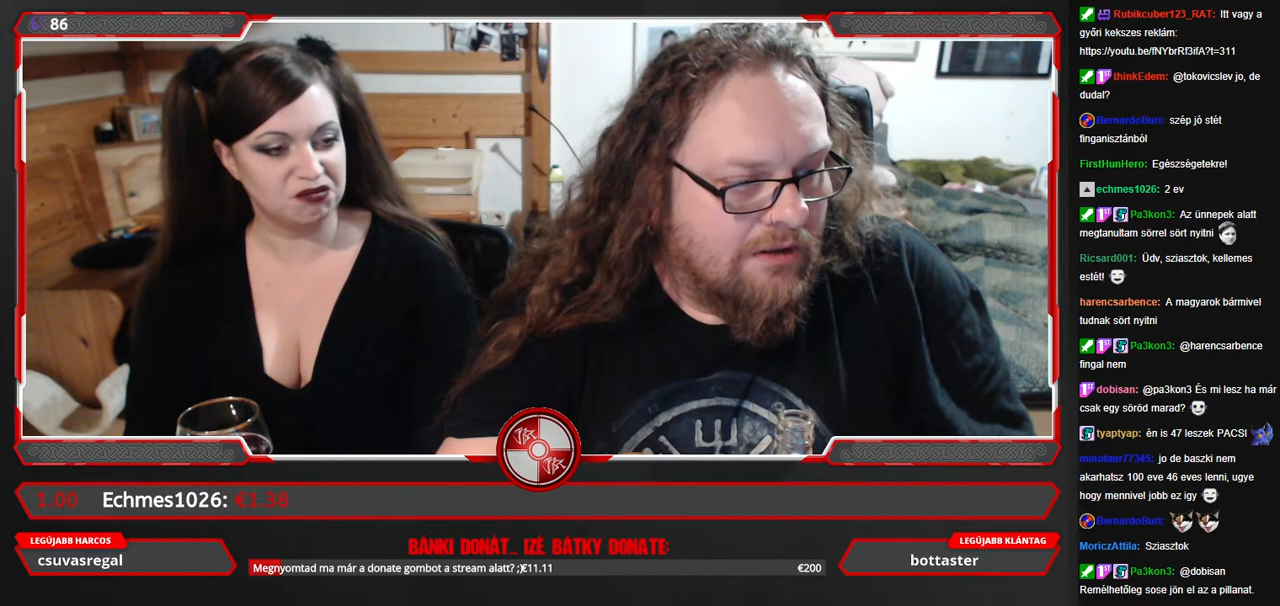 86
1.00 Echmes1026: €1.38
LEGÚJABB HARCOS
csuvasregal
BÁNKI DONÁT... IZÉ BÁTKY DONATE:
Megnyomtad ma már a donate gombot a stream alatt? ;)€11.11 €200
LEGÚJABB KLÁNTAG
bottaster
Rubikcuber123_RAT: Itt vagy a
győri kekszes reklám:
https://youtu.be/fNYbrRf3ifA?t=311
thinkEdem: @tokovicslev jo, de
dudal?
BernardoBuri: szép jó stét
finganisztánból
FirstHunHero: Egészségetekre!
echmes1026: 2 ev
Pa3kon3: Az ünnepek alatt
megtanultam sörrel sört nyitni
Ricsard001: Üdv, sziasztok, kellemes
estét!
harencsarbence: A magyarok bármivel
tudnak sört nyitni
Pa3kon3: @harencsarbence
fingal nem
dobisan: @pa3kon3 És mi lesz ha már
csak egy söröd marad?
tyaptyap: én is 47 leszek PACSI
minotaur77345: jo de baszki nem
akarhatsz 100 eve 46 eves lenni, ugye
hogy mennivel jobb ez igy
BernardoBuri:
MoriczAttila: Sziasztok
Pa3kon3: @dobisan
Remélhetőleg sose jön el az a pillanat.